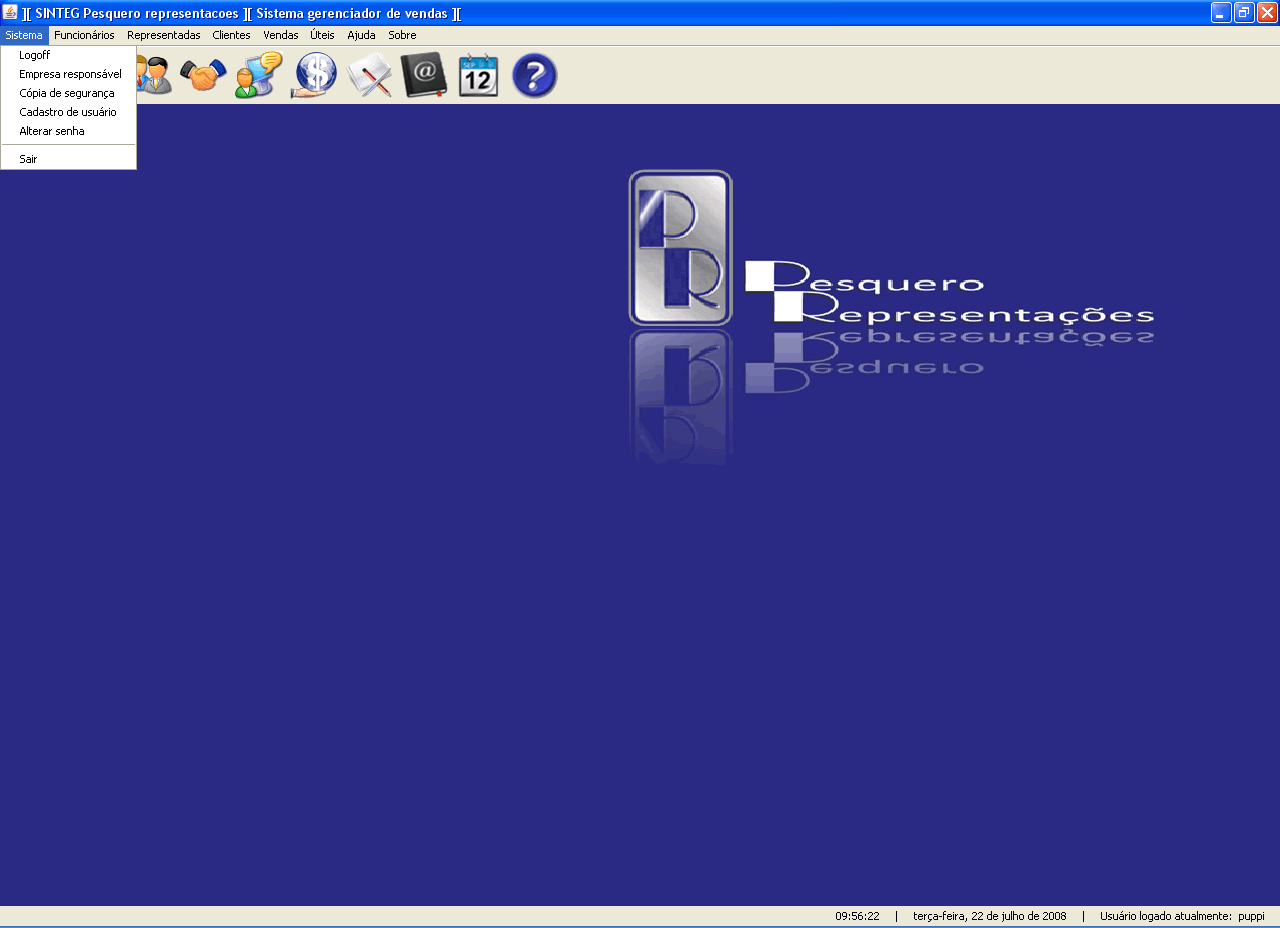 ][ SINTEG Pesquero representacoes ][ Sistema gerenciador de vendas ][
Sistema Funcionários Representadas Clientes Vendas Úteis Ajuda Sobre
Logoff
Empresa responsável
Cópia de segurança
Cadastro de usuário
Alterar senha
Sair
@
SEP 12
12
?
PR
Pesquero
Representações
09:56:22 | terça-feira, 22 de julho de 2008 | Usuário logado atualmente: puppi